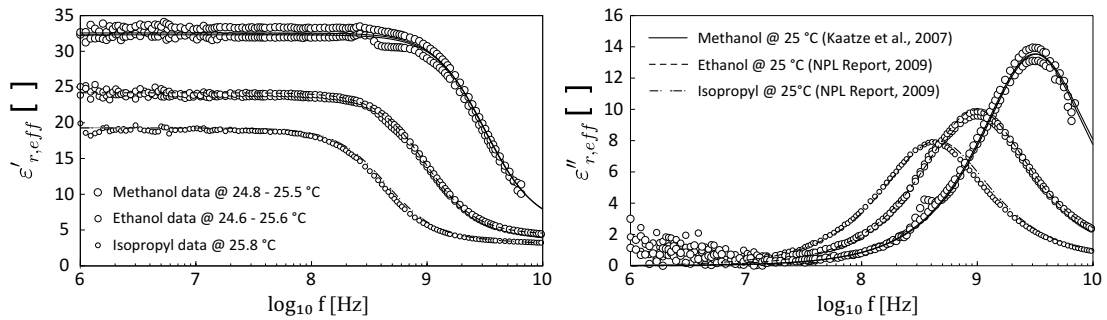 35
30
25
20
15
10
5
0
ε′r,eff [ ]
Methanol data @ 24.8 - 25.5 °C
Ethanol data @ 24.6 - 25.6 °C
Isopropyl data @ 25.8 °C
6 7 8 9 10
log₁₀ f [Hz]
16
14
12
10
8
6
4
2
0
ε″r,eff [ ]
Methanol @ 25 °C (Kaatze et al., 2007)
Ethanol @ 25 °C (NPL Report, 2009)
Isopropyl @ 25°C (NPL Report, 2009)
6 7 8 9 10
log₁₀ f [Hz]